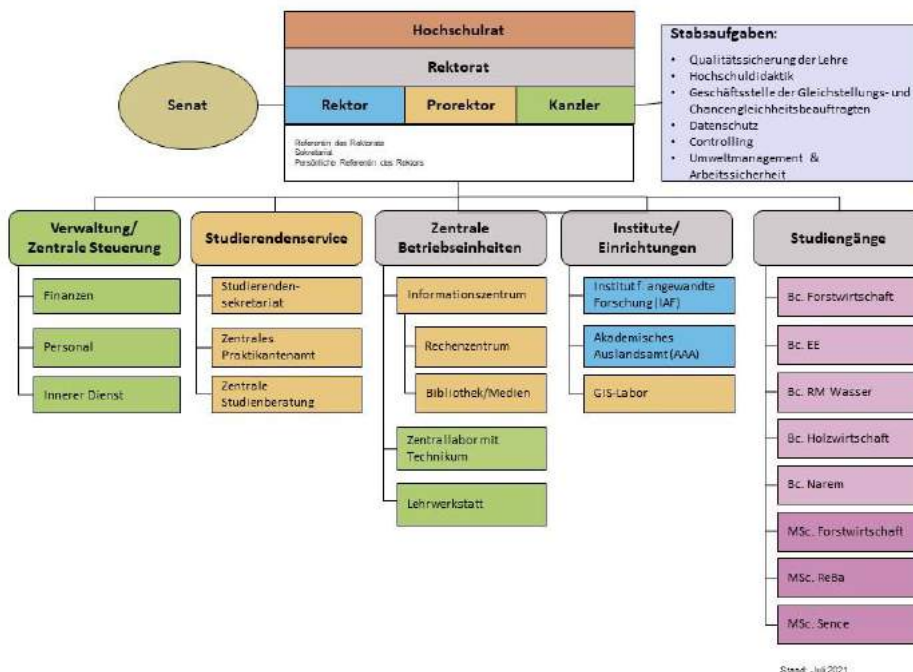 Hochschulrat
Rektorat
Rektor
Prorektor
Kanzler
Referentin des Rektorats
Sekretariat
Persönliche Referentin des Rektors
Senat
Stabsaufgaben:
• Qualitätssicherung der Lehre
• Hochschuldidaktik
• Geschäftsstelle der Gleichstellungs- und
Chancengleichheitsbeauftragten
• Datenschutz
• Controlling
• Umweltmanagement &
Arbeitssicherheit
Verwaltung/
Zentrale Steuerung
Finanzen
Personal
Innerer Dienst
Studierendenservice
Studierenden-
sekretariat
Zentrales
Praktikantenamt
Zentrale
Studienberatung
Zentrale
Betriebseinheiten
Informationszentrum
Rechenzentrum
Bibliothek/Medien
Zentrallabor mit
Technikum
Lehrwerkstatt
Institute/
Einrichtungen
Institut f. angewandte
Forschung (IAF)
Akademisches
Auslandsamt (AAA)
GIS-Labor
Studiengänge
Bc. Forstwirtschaft
Bc. EE
Bc. RM Wasser
Bc. Holzwirtschaft
Bc. Narem
MSc. Forstwirtschaft
MSc. ReBa
MSc. Sence
Stand: Juli 2021